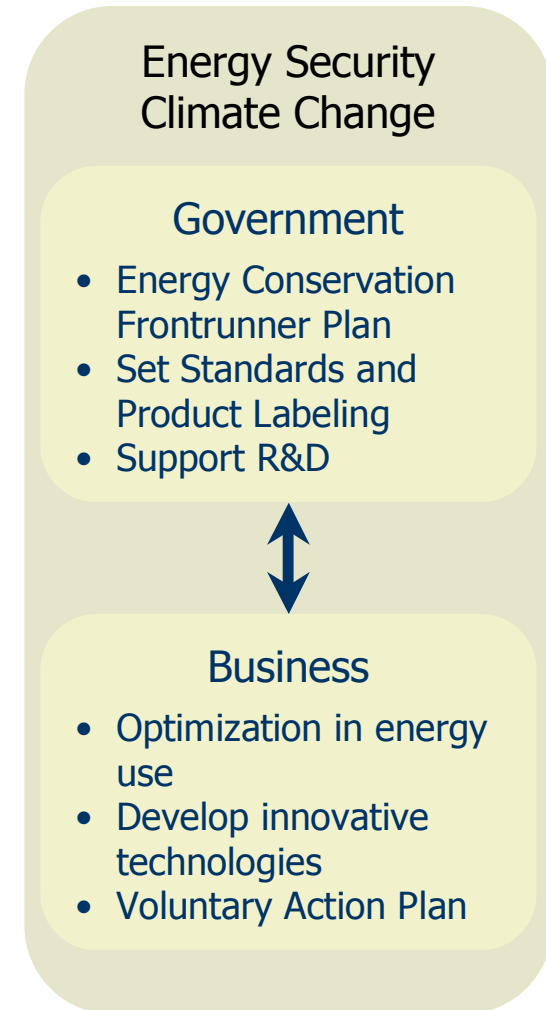 Energy Security
Climate Change
Government
• Energy Conservation
Frontrunner Plan
• Set Standards and
Product Labeling
• Support R&D
Business
• Optimization in energy
use
• Develop innovative
technologies
• Voluntary Action Plan